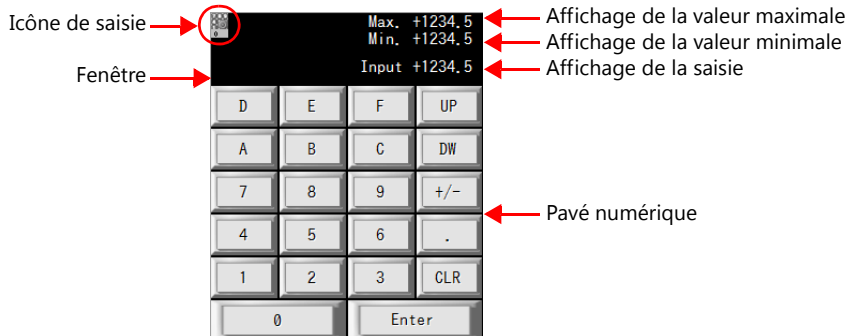 Icône de saisie
Max. +1234.5
Affichage de la valeur maximale
Min. +1234.5
Affichage de la valeur minimale
Fenêtre
Input +1234.5
Affichage de la saisie
D E F UP
A B C DW
7 8 9 +/-
Pavé numérique
4 5 6 .
1 2 3 CLR
0 Enter